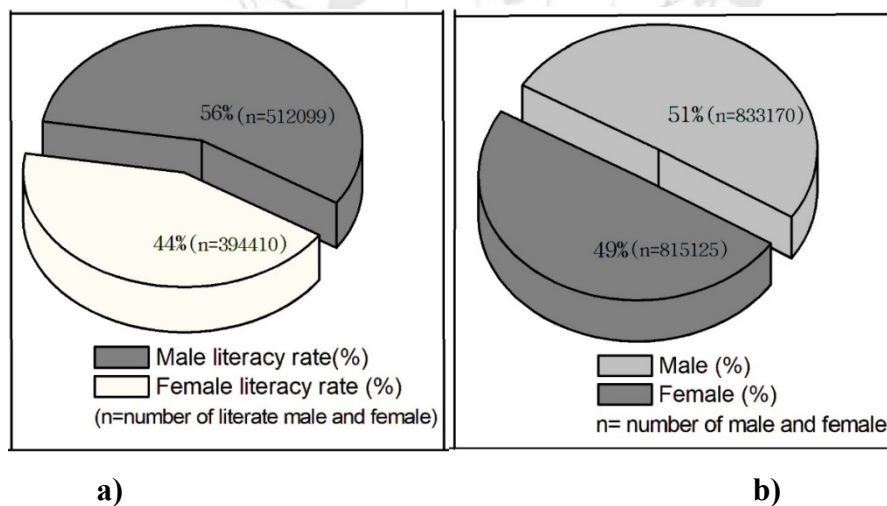 56%(n=512099)
44%(n=394410)
Male literacy rate(%)
Female literacy rate (%)
(n=number of literate male and female)
51%(n=833170)
49%(n=815125)
Male (%)
Female (%)
n= number of male and female
a)
b)